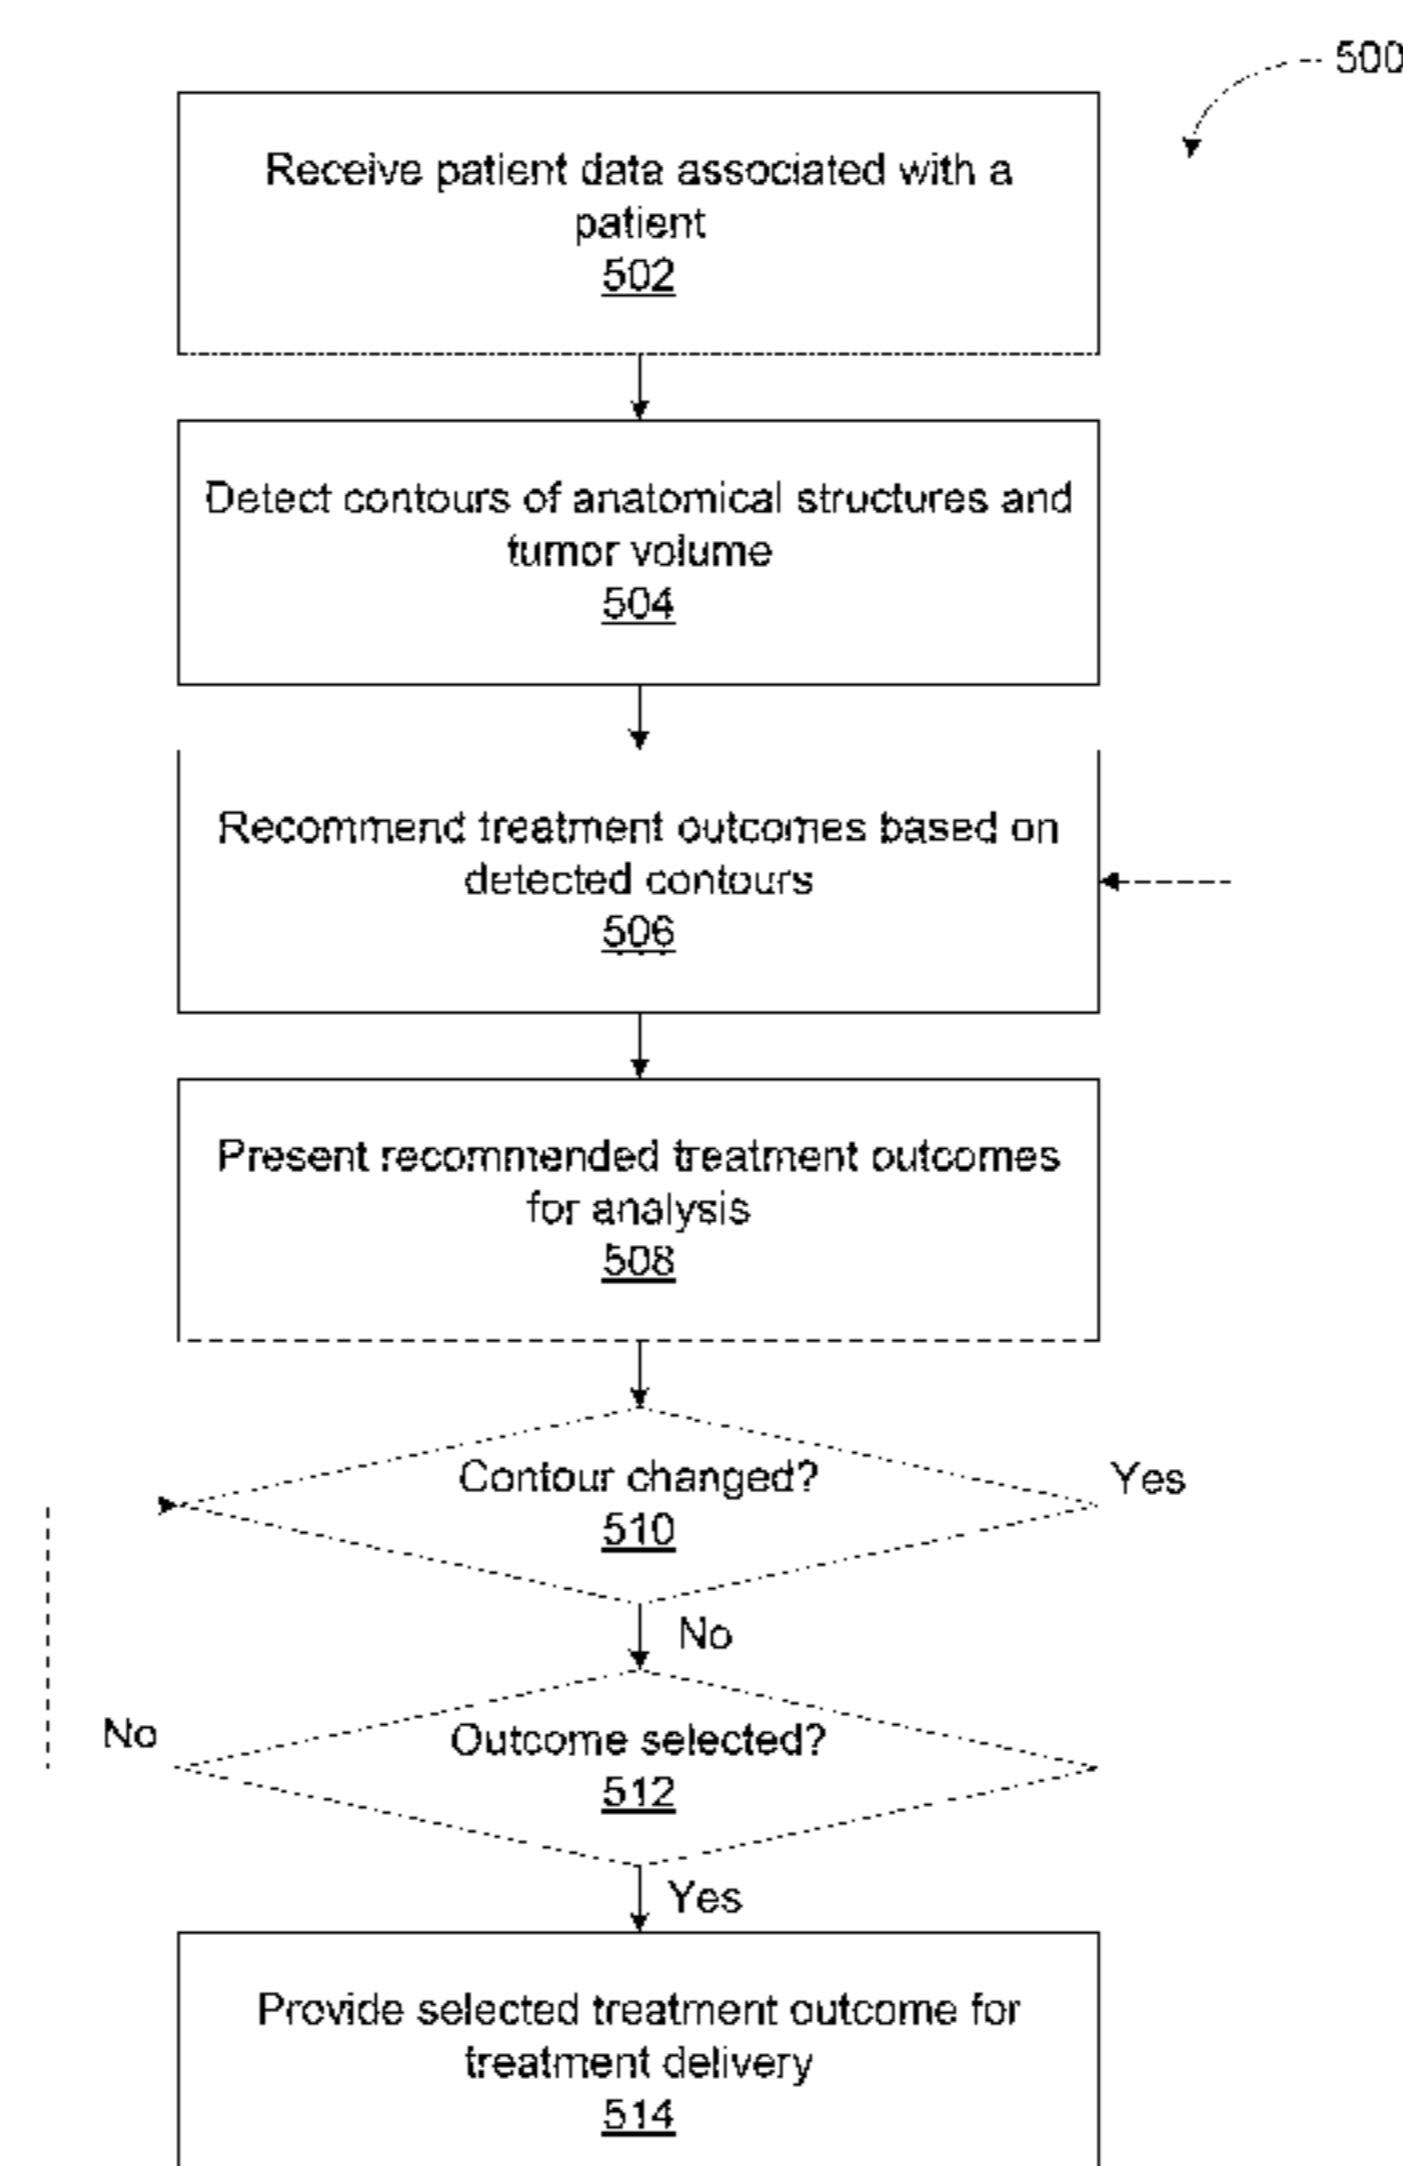 500
Receive patient data associated with a
patient
502
Detect contours of anatomical structures and
tumor volume
504
Recommend treatment outcomes based on
detected contours
506
Present recommended treatment outcomes
for analysis
508
Contour changed?
510
Yes
No
Outcome selected?
512
No
Yes
Provide selected treatment outcome for
treatment delivery
514